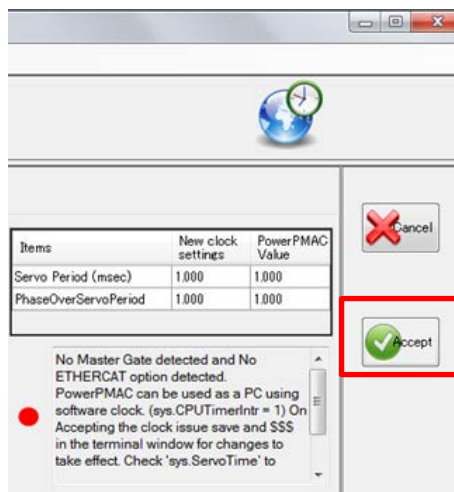 Cancel
Items New clock settings PowerPMAC Value
Servo Period (msec) 1.000 1.000
PhaseOverServoPeriod 1.000 1.000
Accept
No Master Gate detected and No
ETHERCAT option detected.
PowerPMAC can be used as a PC using
software clock. (sys.CPUTimerIntr = 1) On
Accepting the clock issue save and $$$
in the terminal window for changes to
take effect. Check 'sys.ServoTime' to